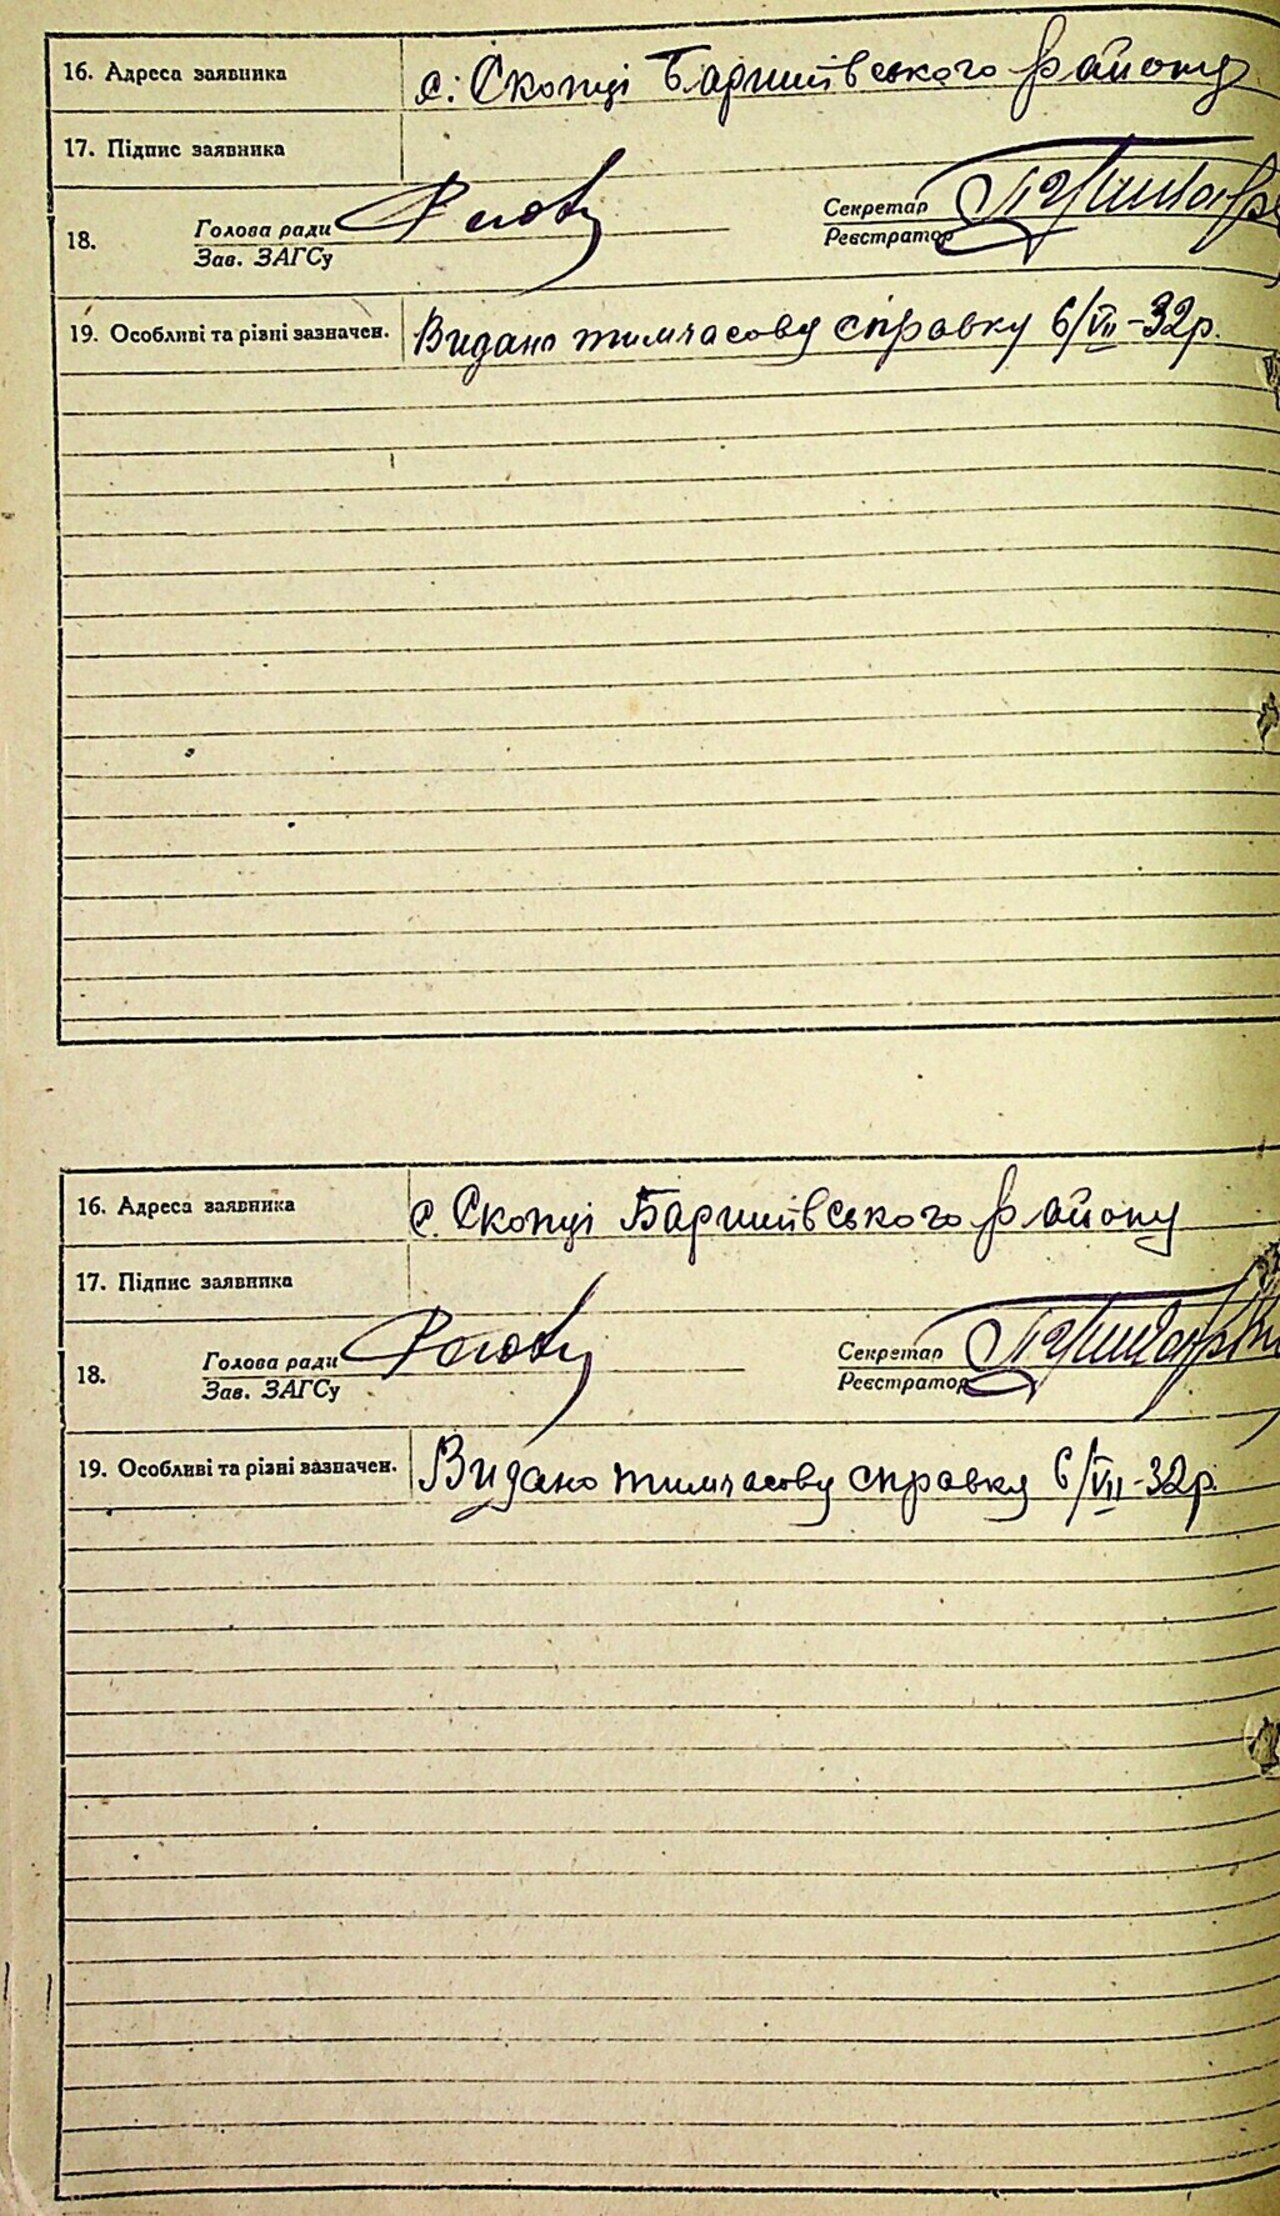 16. Адреса заявника с. Скопці Баришівського району
17. Підпис заявника
18. Голова ради Секретар
Зав. ЗАГСу Реєстратор
19. Особливі та різні зазначен. Видано тимчасову справку 6/VII-32р.
16. Адреса заявника с. Скопці Баришівського району
17. Підпис заявника
18. Голова ради Секретар
Зав. ЗАГСу Реєстратор
19. Особливі та різні зазначен. Видано тимчасову справку 6/VII-32р.